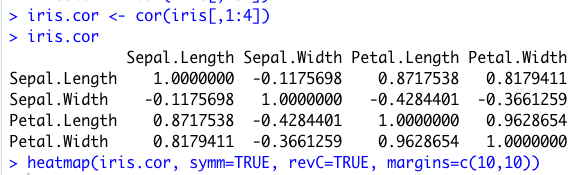 > iris.cor <- cor(iris[,1:4])
> iris.cor
             Sepal.Length Sepal.Width Petal.Length Petal.Width
Sepal.Length    1.0000000  -0.1175698    0.8717538   0.8179411
Sepal.Width    -0.1175698   1.0000000   -0.4284401  -0.3661259
Petal.Length    0.8717538  -0.4284401    1.0000000   0.9628654
Petal.Width     0.8179411  -0.3661259    0.9628654   1.0000000
> heatmap(iris.cor, symm=TRUE, revC=TRUE, margins=c(10,10))